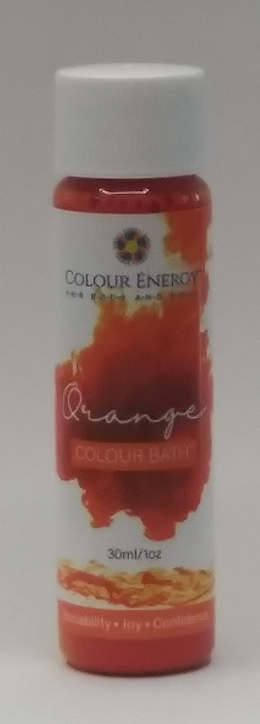 COLOUR ENERGY
Orange
COLOUR BATH
30ml/1oz
Sociability • Joy • Confidence